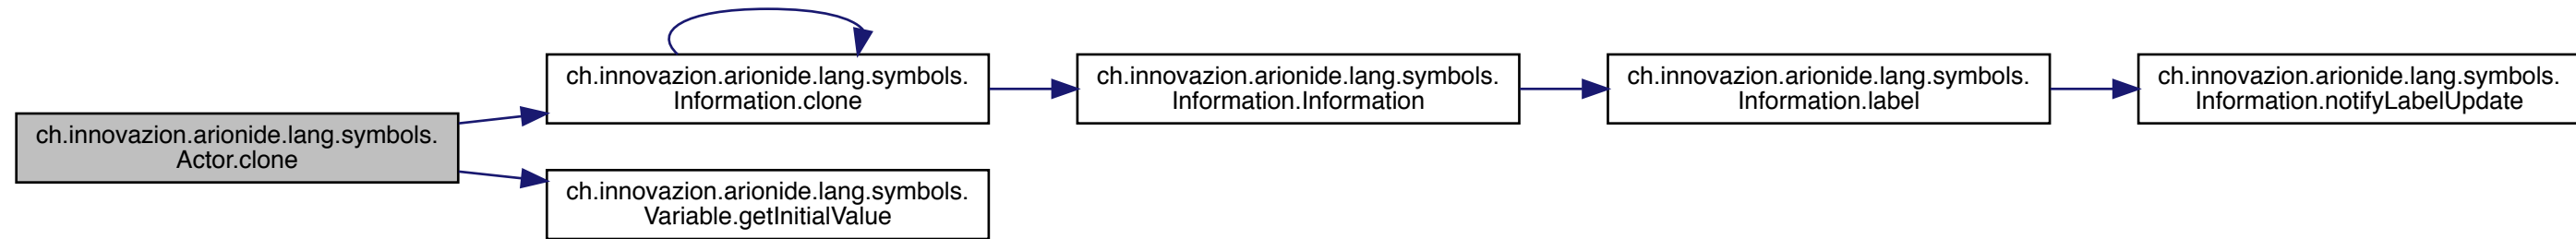 ch.innovazion.arionide.lang.symbols.
Actor.clone
ch.innovazion.arionide.lang.symbols.
Information.clone
ch.innovazion.arionide.lang.symbols.
Variable.getInitialValue
ch.innovazion.arionide.lang.symbols.
Information.Information
ch.innovazion.arionide.lang.symbols.
Information.label
ch.innovazion.arionide.lang.symbols.
Information.notifyLabelUpdate